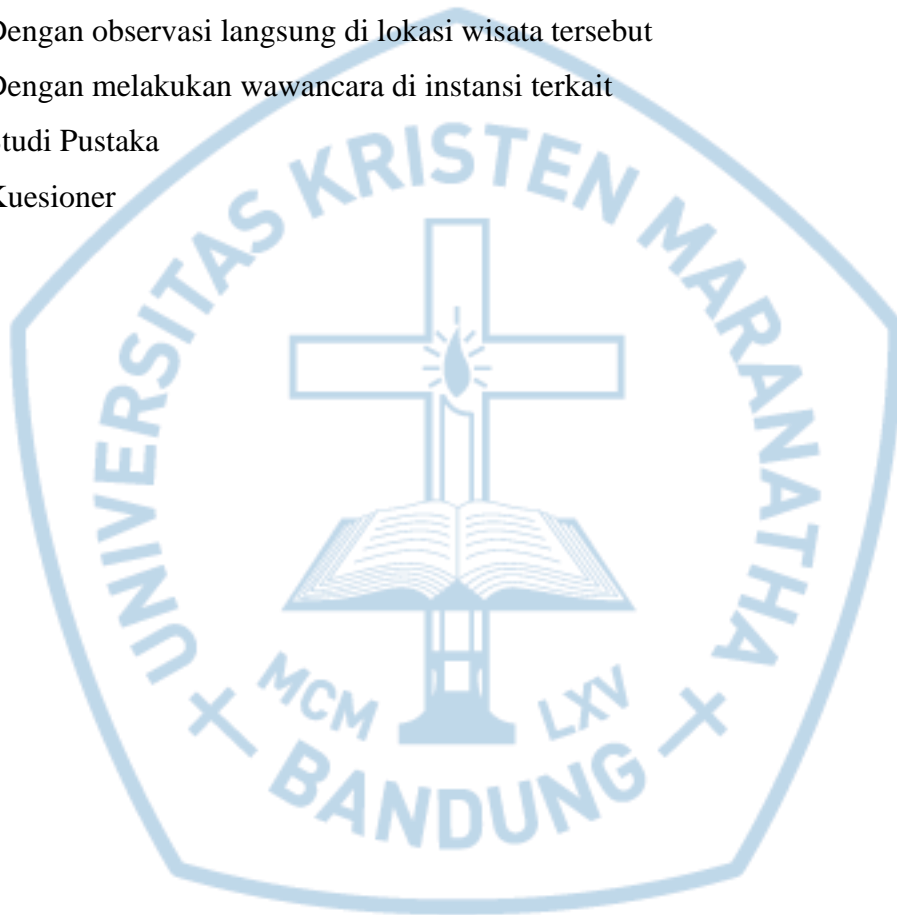 Dengan observasi langsung di lokasi wisata tersebut
Dengan melakukan wawancara di instansi terkait
Studi Pustaka
Kuesioner
UNIVERSITAS KRISTEN MARANATHA
MCM LXV
BANDUNG